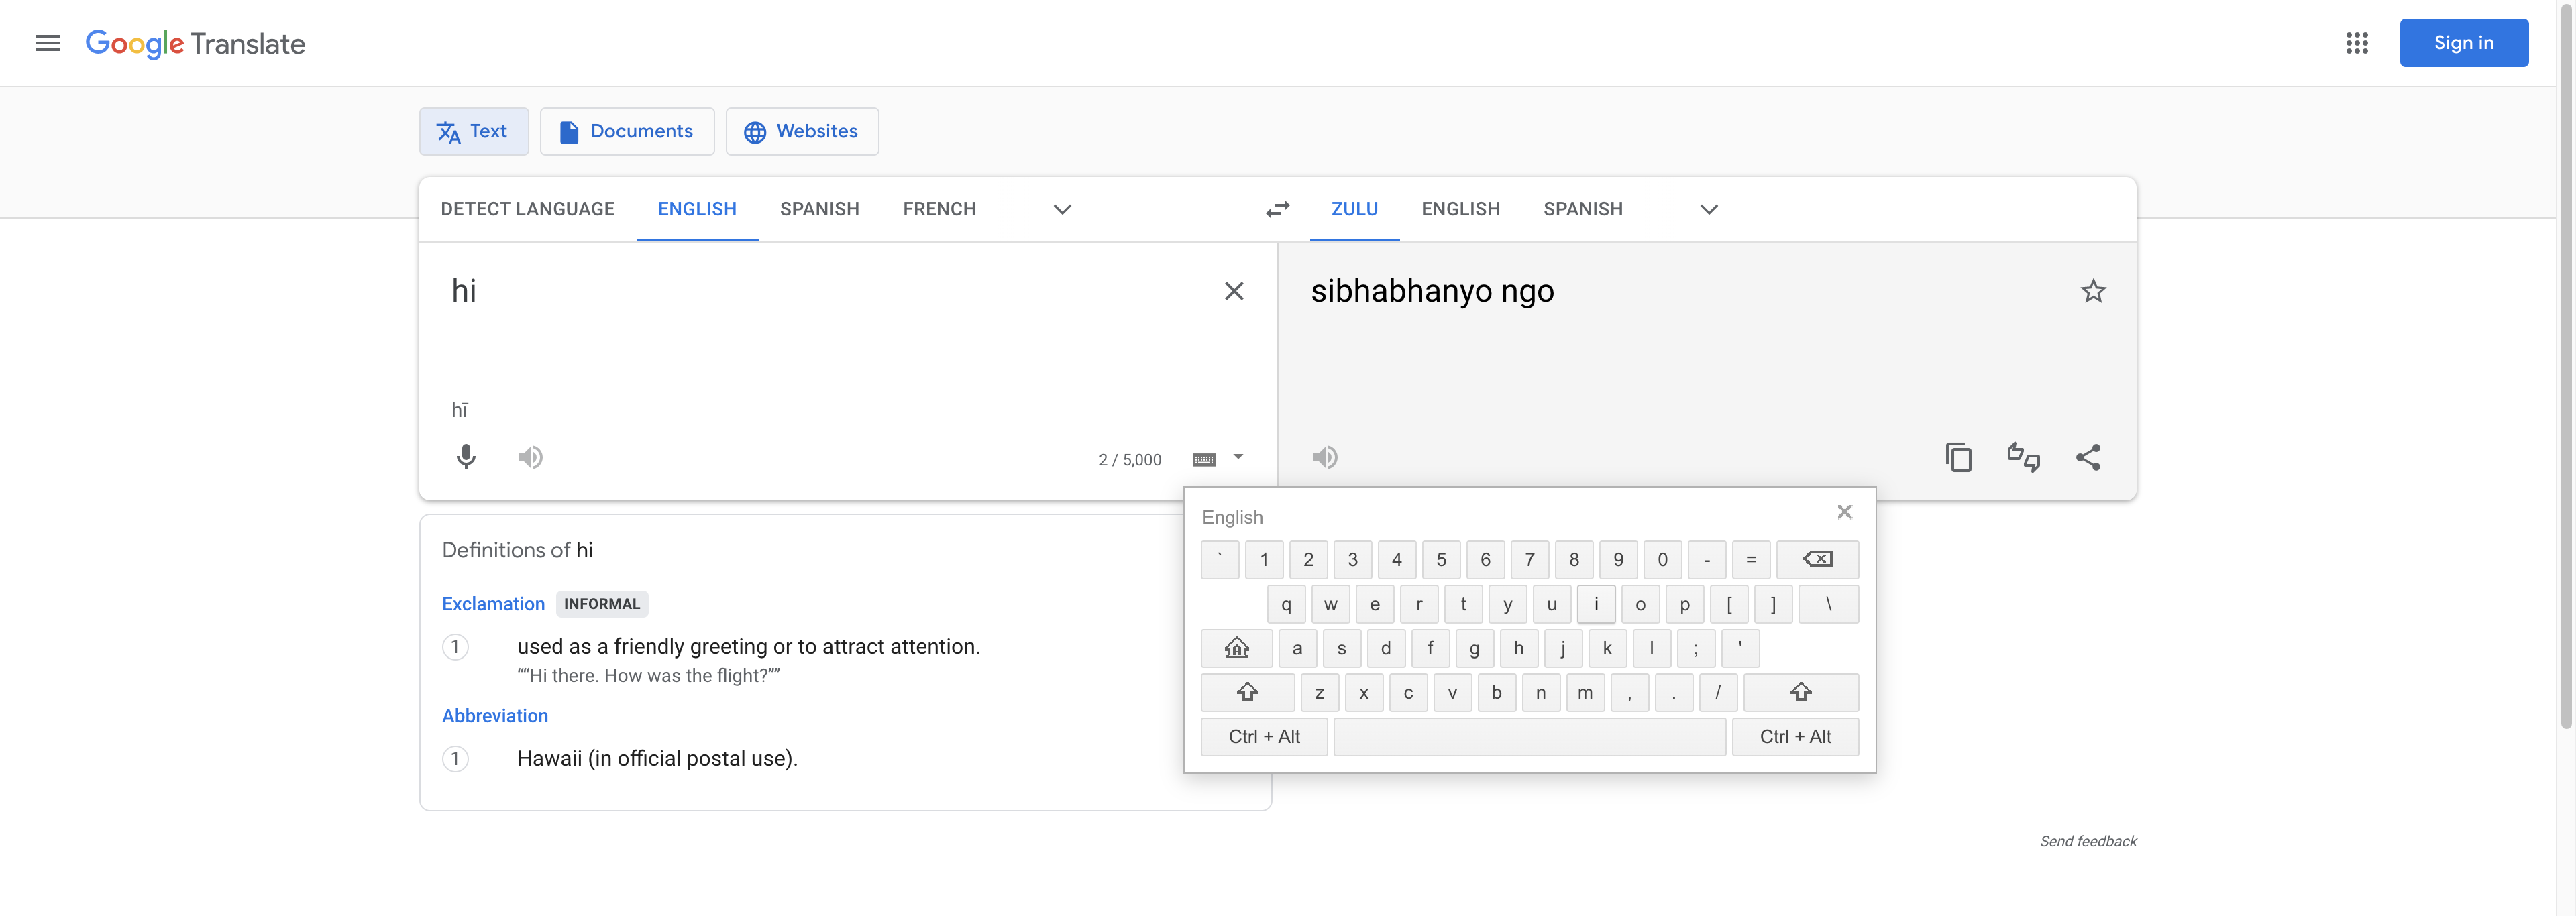 Google Translate
Sign in
Text
Documents
Websites
DETECT LANGUAGE
ENGLISH
SPANISH
FRENCH
ZULU
ENGLISH
SPANISH
hi
sibhabhanyo ngo
hī
2 / 5,000
Definitions of hi
Exclamation INFORMAL
1 used as a friendly greeting or to attract attention.
““Hi there. How was the flight?””
Abbreviation
1 Hawaii (in official postal use).
English
` 1 2 3 4 5 6 7 8 9 0 - =
q w e r t y u i o p [ ] \
a s d f g h j k l ; '
z x c v b n m , . /
Ctrl + Alt Ctrl + Alt
Send feedback